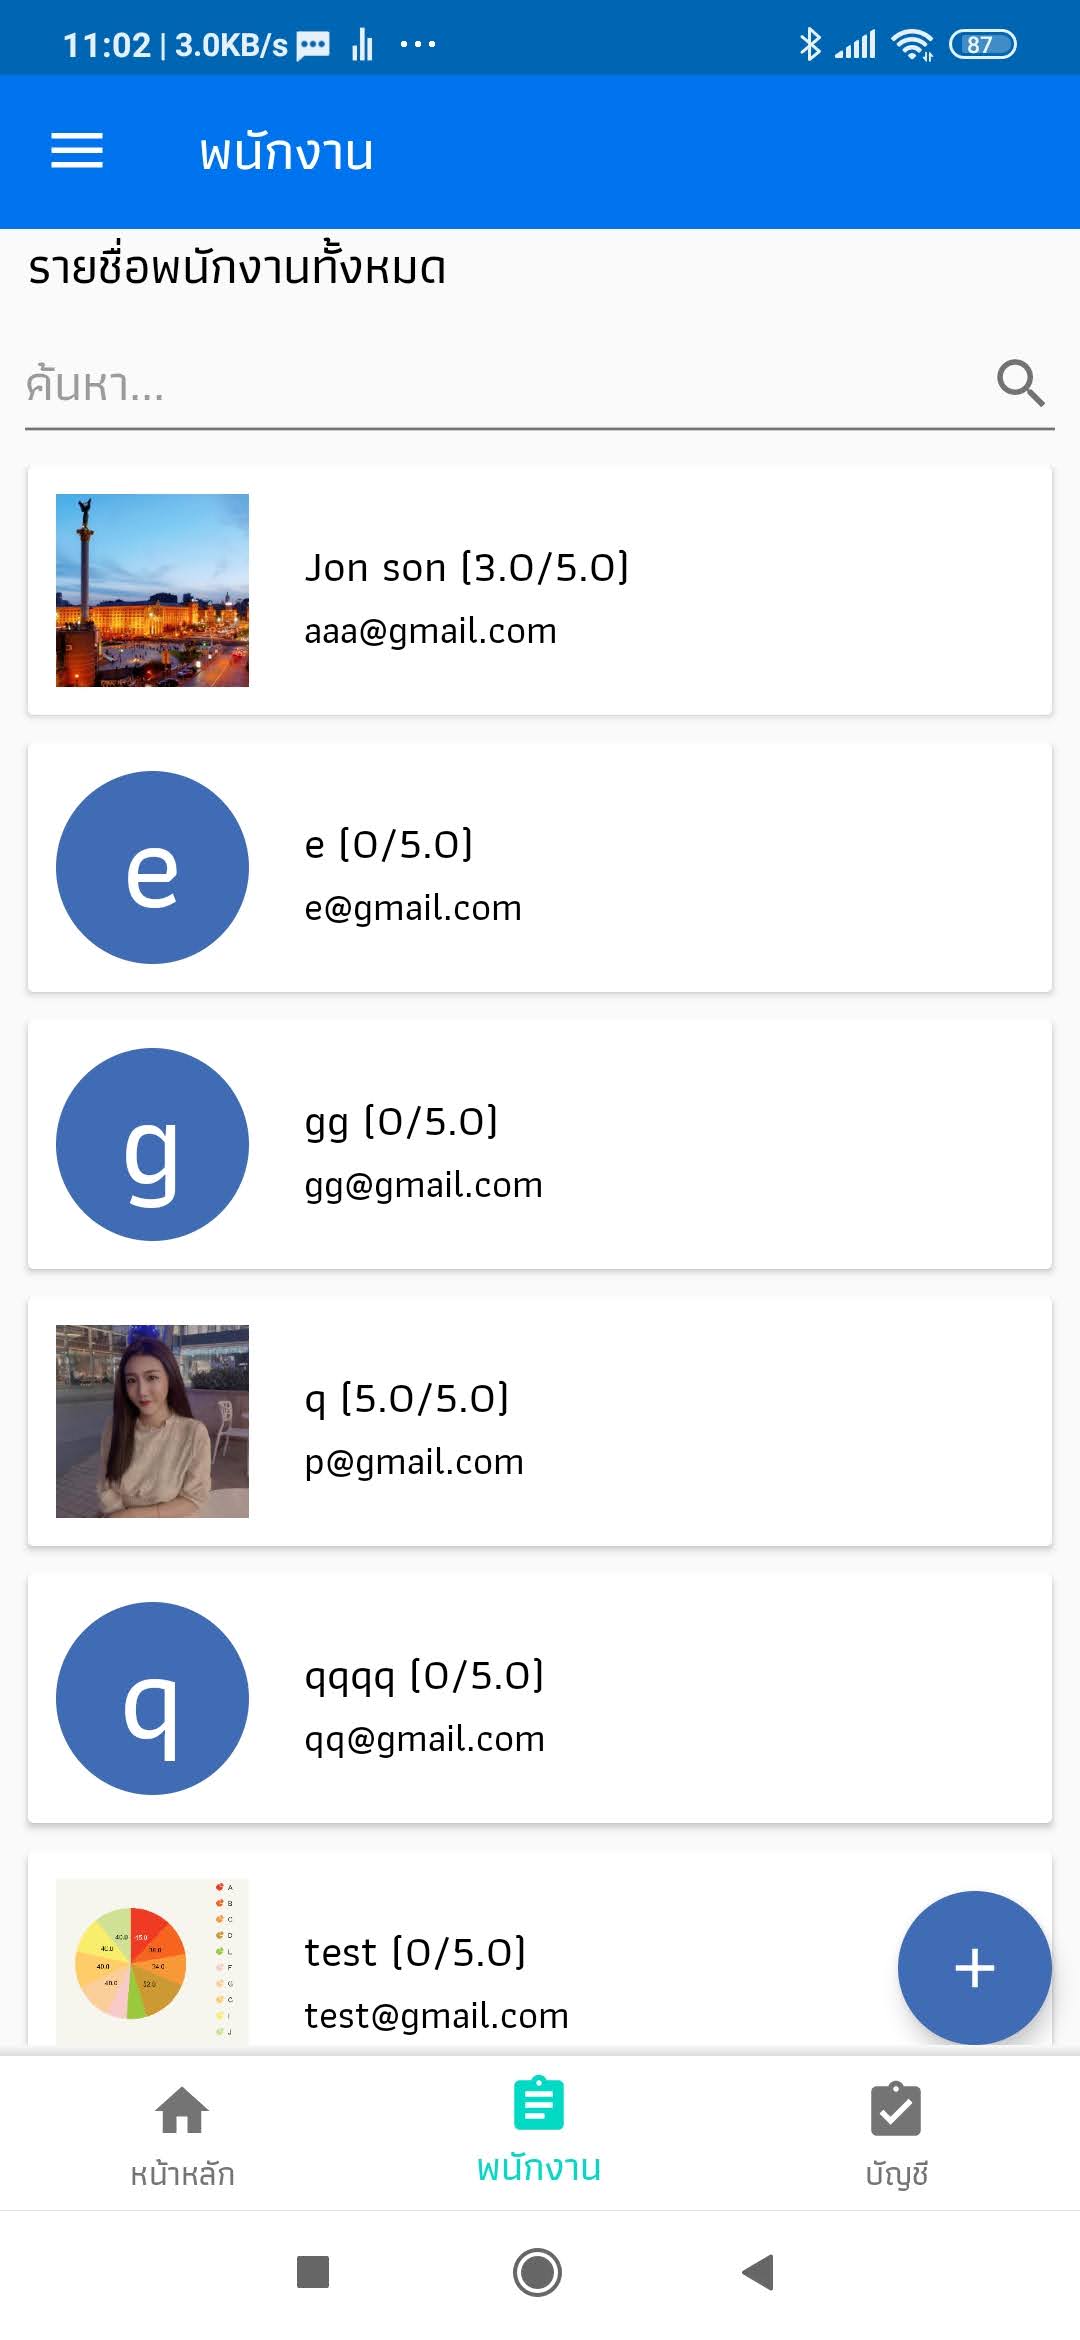 11:02 | 3.0KB/s
87
พนักงาน
รายชื่อพนักงานทั้งหมด
ค้นหา...
Jon son (3.0/5.0)
aaa@gmail.com
e
e (0/5.0)
e@gmail.com
g
gg (0/5.0)
gg@gmail.com
q (5.0/5.0)
p@gmail.com
q
qqqq (0/5.0)
qq@gmail.com
test (0/5.0)
test@gmail.com
หน้าหลัก
พนักงาน
บัญชี